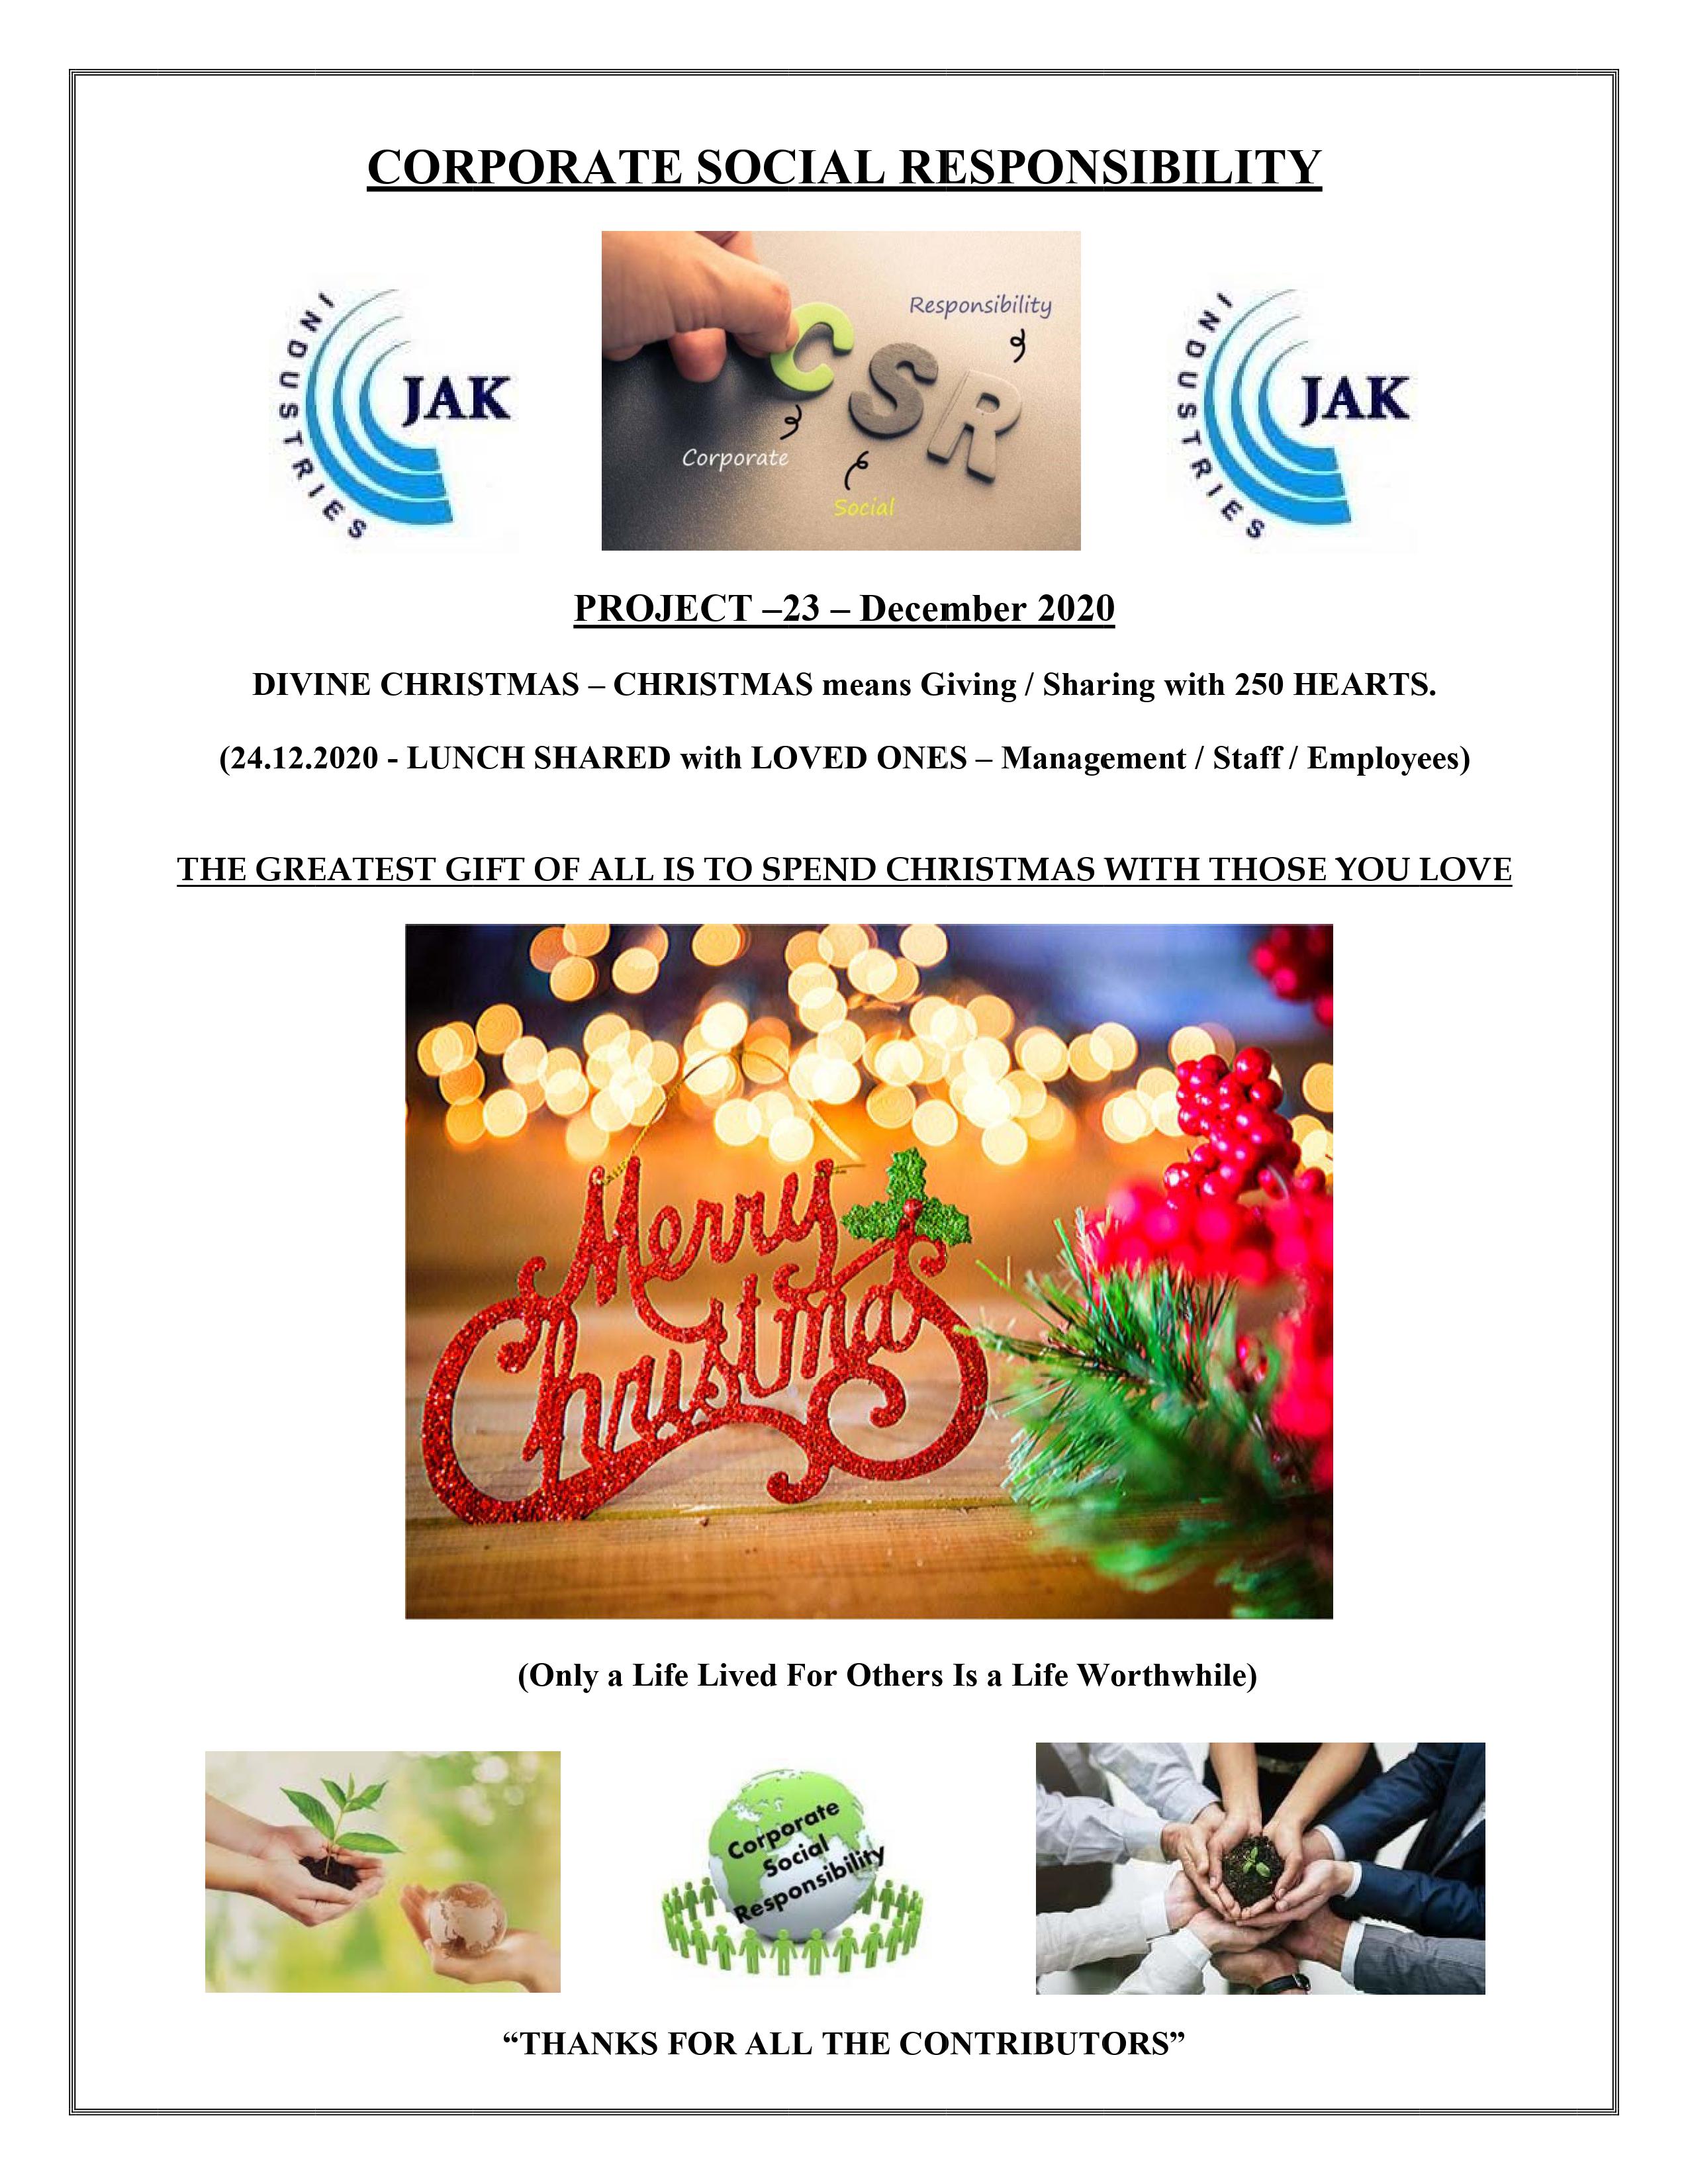 CORPORATE SOCIAL RESPONSIBILITY
INDUSTRIES
JAK
Responsibility
CSR
Corporate
Social
INDUSTRIES
JAK
PROJECT –23 – December 2020
DIVINE CHRISTMAS – CHRISTMAS means Giving / Sharing with 250 HEARTS.
(24.12.2020 - LUNCH SHARED with LOVED ONES – Management / Staff / Employees)
THE GREATEST GIFT OF ALL IS TO SPEND CHRISTMAS WITH THOSE YOU LOVE
Merry
Christmas
(Only a Life Lived For Others Is a Life Worthwhile)
Corporate
Social
Responsibility
“THANKS FOR ALL THE CONTRIBUTORS”